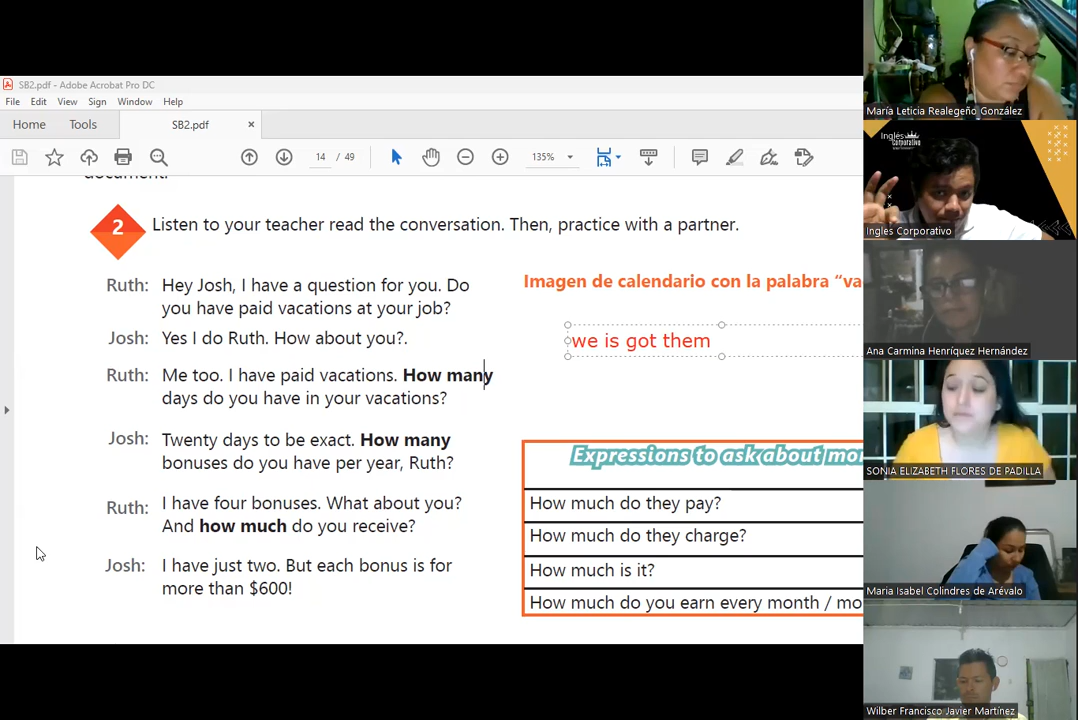 SB2.pdf - Adobe Acrobat Pro DC
File Edit View Sign Window Help
Home Tools SB2.pdf ×
14 / 49 135%
document.
2 Listen to your teacher read the conversation. Then, practice with a partner.
Ruth: Hey Josh, I have a question for you. Do
you have paid vacations at your job?
Josh: Yes I do Ruth. How about you?.
Ruth: Me too. I have paid vacations. How many
days do you have in your vacations?
Josh: Twenty days to be exact. How many
bonuses do you have per year, Ruth?
Ruth: I have four bonuses. What about you?
And how much do you receive?
Josh: I have just two. But each bonus is for
more than $600!
Imagen de calendario con la palabra “va
we is got them
Expressions to ask about mo
How much do they pay?
How much do they charge?
How much is it?
How much do you earn every month / mo
María Leticia Realegeño González
Inglés
Corporativo
Ingles Corporativo
Ana Carmina Henríquez Hernández
SONIA ELIZABETH FLORES DE PADILLA
Maria Isabel Colindres de Arévalo
Wilber Francisco Javier Martínez